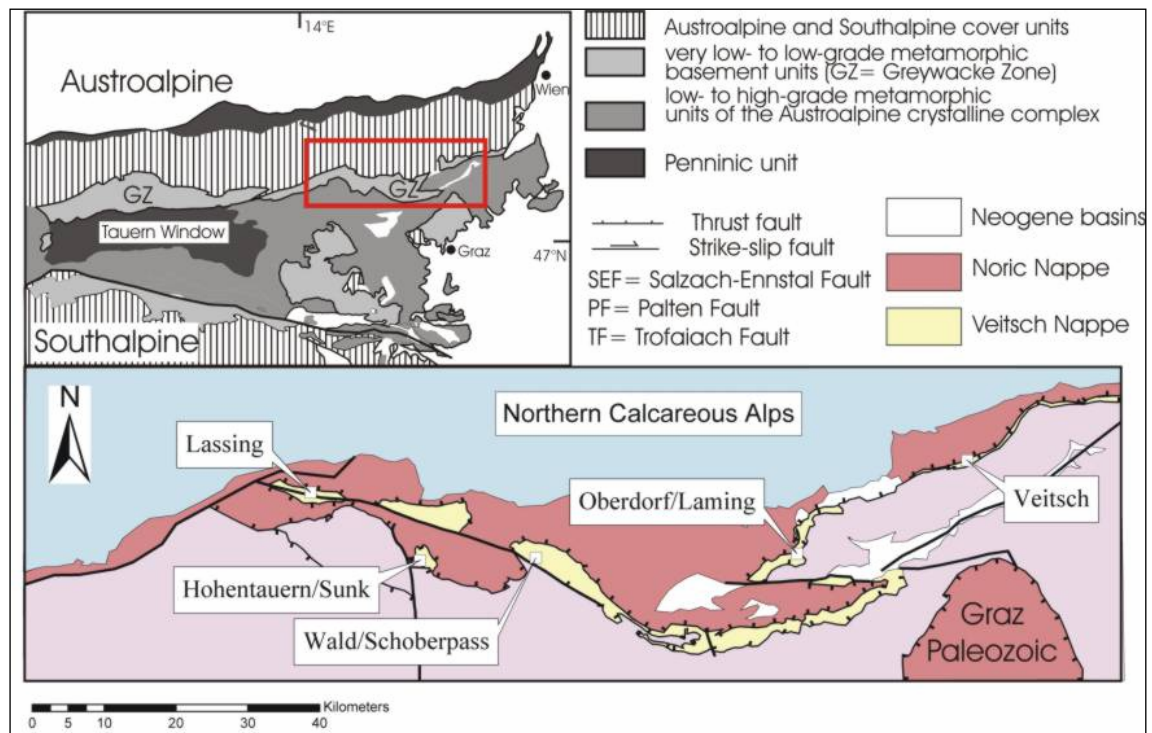 14°E
Austroalpine
Wien
GZ
GZ
Tauern Window
Graz
47°N
Southalpine
Austroalpine and Southalpine cover units
very low- to low-grade metamorphic
basement units (GZ= Greywacke Zone)
low- to high-grade metamorphic
units of the Austroalpine crystalline complex
Penninic unit
Thrust fault
Strike-slip fault
SEF= Salzach-Ennstal Fault
PF= Palten Fault
TF= Trofaiach Fault
Neogene basins
Noric Nappe
Veitsch Nappe
N
Northern Calcareous Alps
Lassing
Oberdorf/Laming
Veitsch
Hohentauern/Sunk
Wald/Schoberpass
Graz
Paleozoic
Kilometers
0 5 10 20 30 40